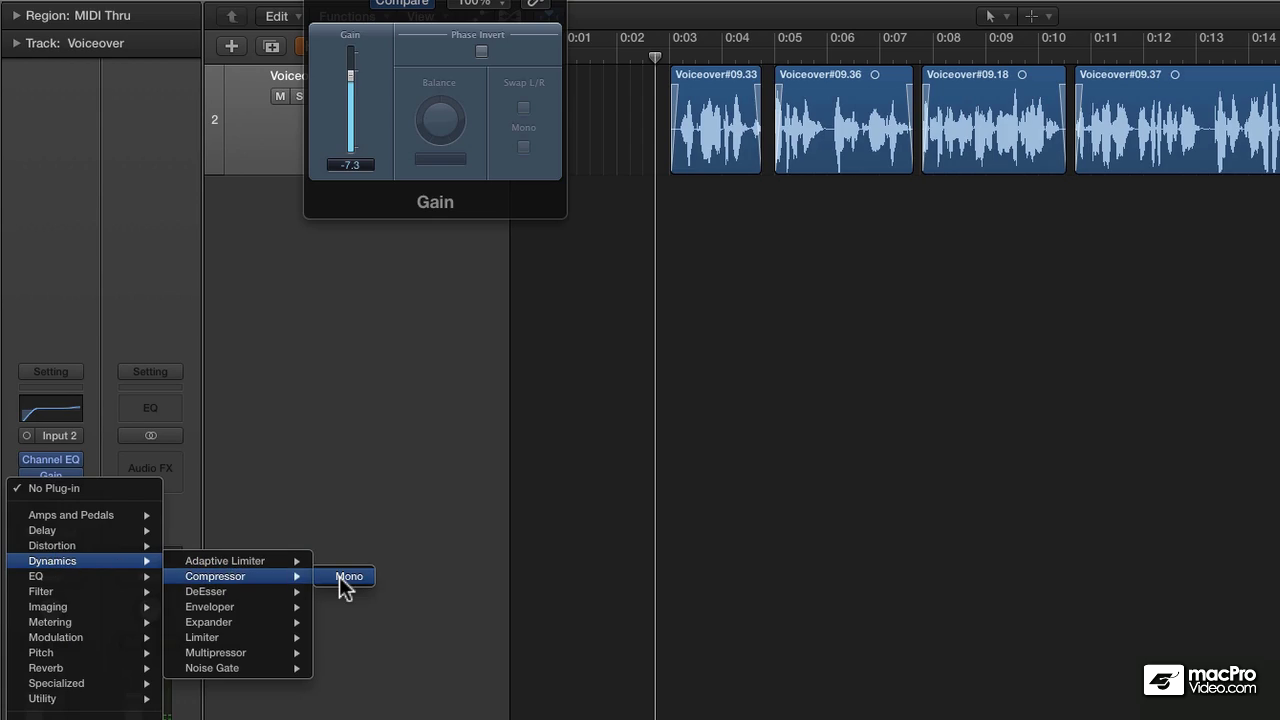 Region: MIDI Thru
Edit
Functions
View
Compare
100%
Track: Voiceover
0:01 0:02 0:03 0:04 0:05 0:06 0:07 0:08 0:09 0:10 0:11 0:12 0:13 0:14
Gain
Phase Invert
Balance
Swap L/R
Mono
-7.3
Gain
2
M S
Voiceover#09.33
Voiceover#09.36
Voiceover#09.18
Voiceover#09.37
Setting
Setting
EQ
Input 2
Channel EQ
Gain
Audio FX
✓ No Plug-in
Amps and Pedals
Delay
Distortion
Dynamics
EQ
Filter
Imaging
Metering
Modulation
Pitch
Reverb
Specialized
Utility
Adaptive Limiter
Compressor
DeEsser
Enveloper
Expander
Limiter
Multipressor
Noise Gate
Mono
macPro
Video.com